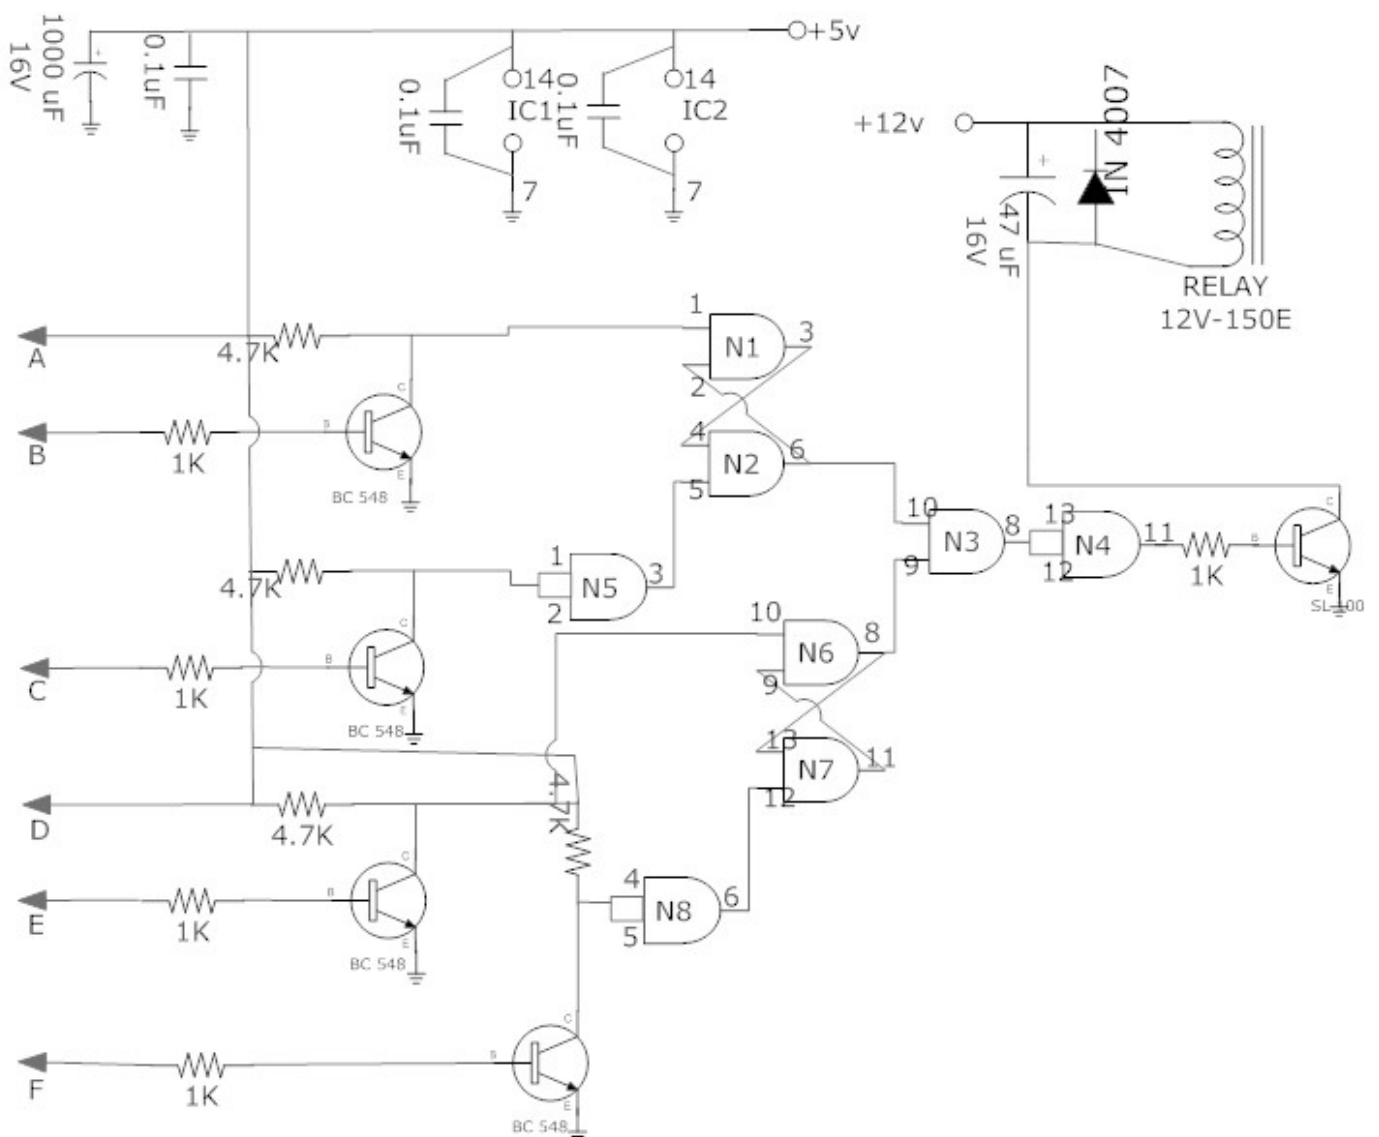 1000 uF
16V
0.1uF
+5v
0.1uF
14
IC1
7
0.1uF
14
IC2
7
+12v
IN 4007
47 uF
16V
RELAY
12V-150E
A
4.7K
1
N1
3
2
B
1K
B
C
E
BC 548
4
N2
6
5
4.7K
1
N5
3
2
10
N3
8
9
13
N4
11
12
1K
B
C
E
SL 100
C
1K
B
C
E
BC 548
10
N6
8
9
13
N7
11
12
D
4.7K
4.7K
E
1K
B
C
E
BC 548
4
N8
6
5
F
1K
B
C
E
BC 548